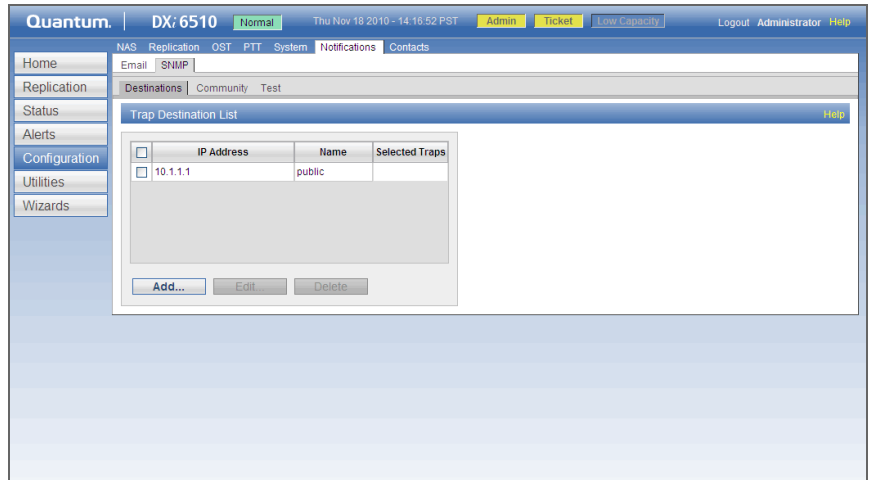 Quantum. DXi 6510 Normal Thu Nov 18 2010 - 14:16:52 PST Admin Ticket Low Capacity Logout Administrator Help
NAS Replication OST PTT System Notifications Contacts
Home
Email SNMP
Replication
Destinations Community Test
Status
Trap Destination List Help
Alerts
Configuration
IP Address Name Selected Traps
10.1.1.1 public
Utilities
Wizards
Add... Edit... Delete